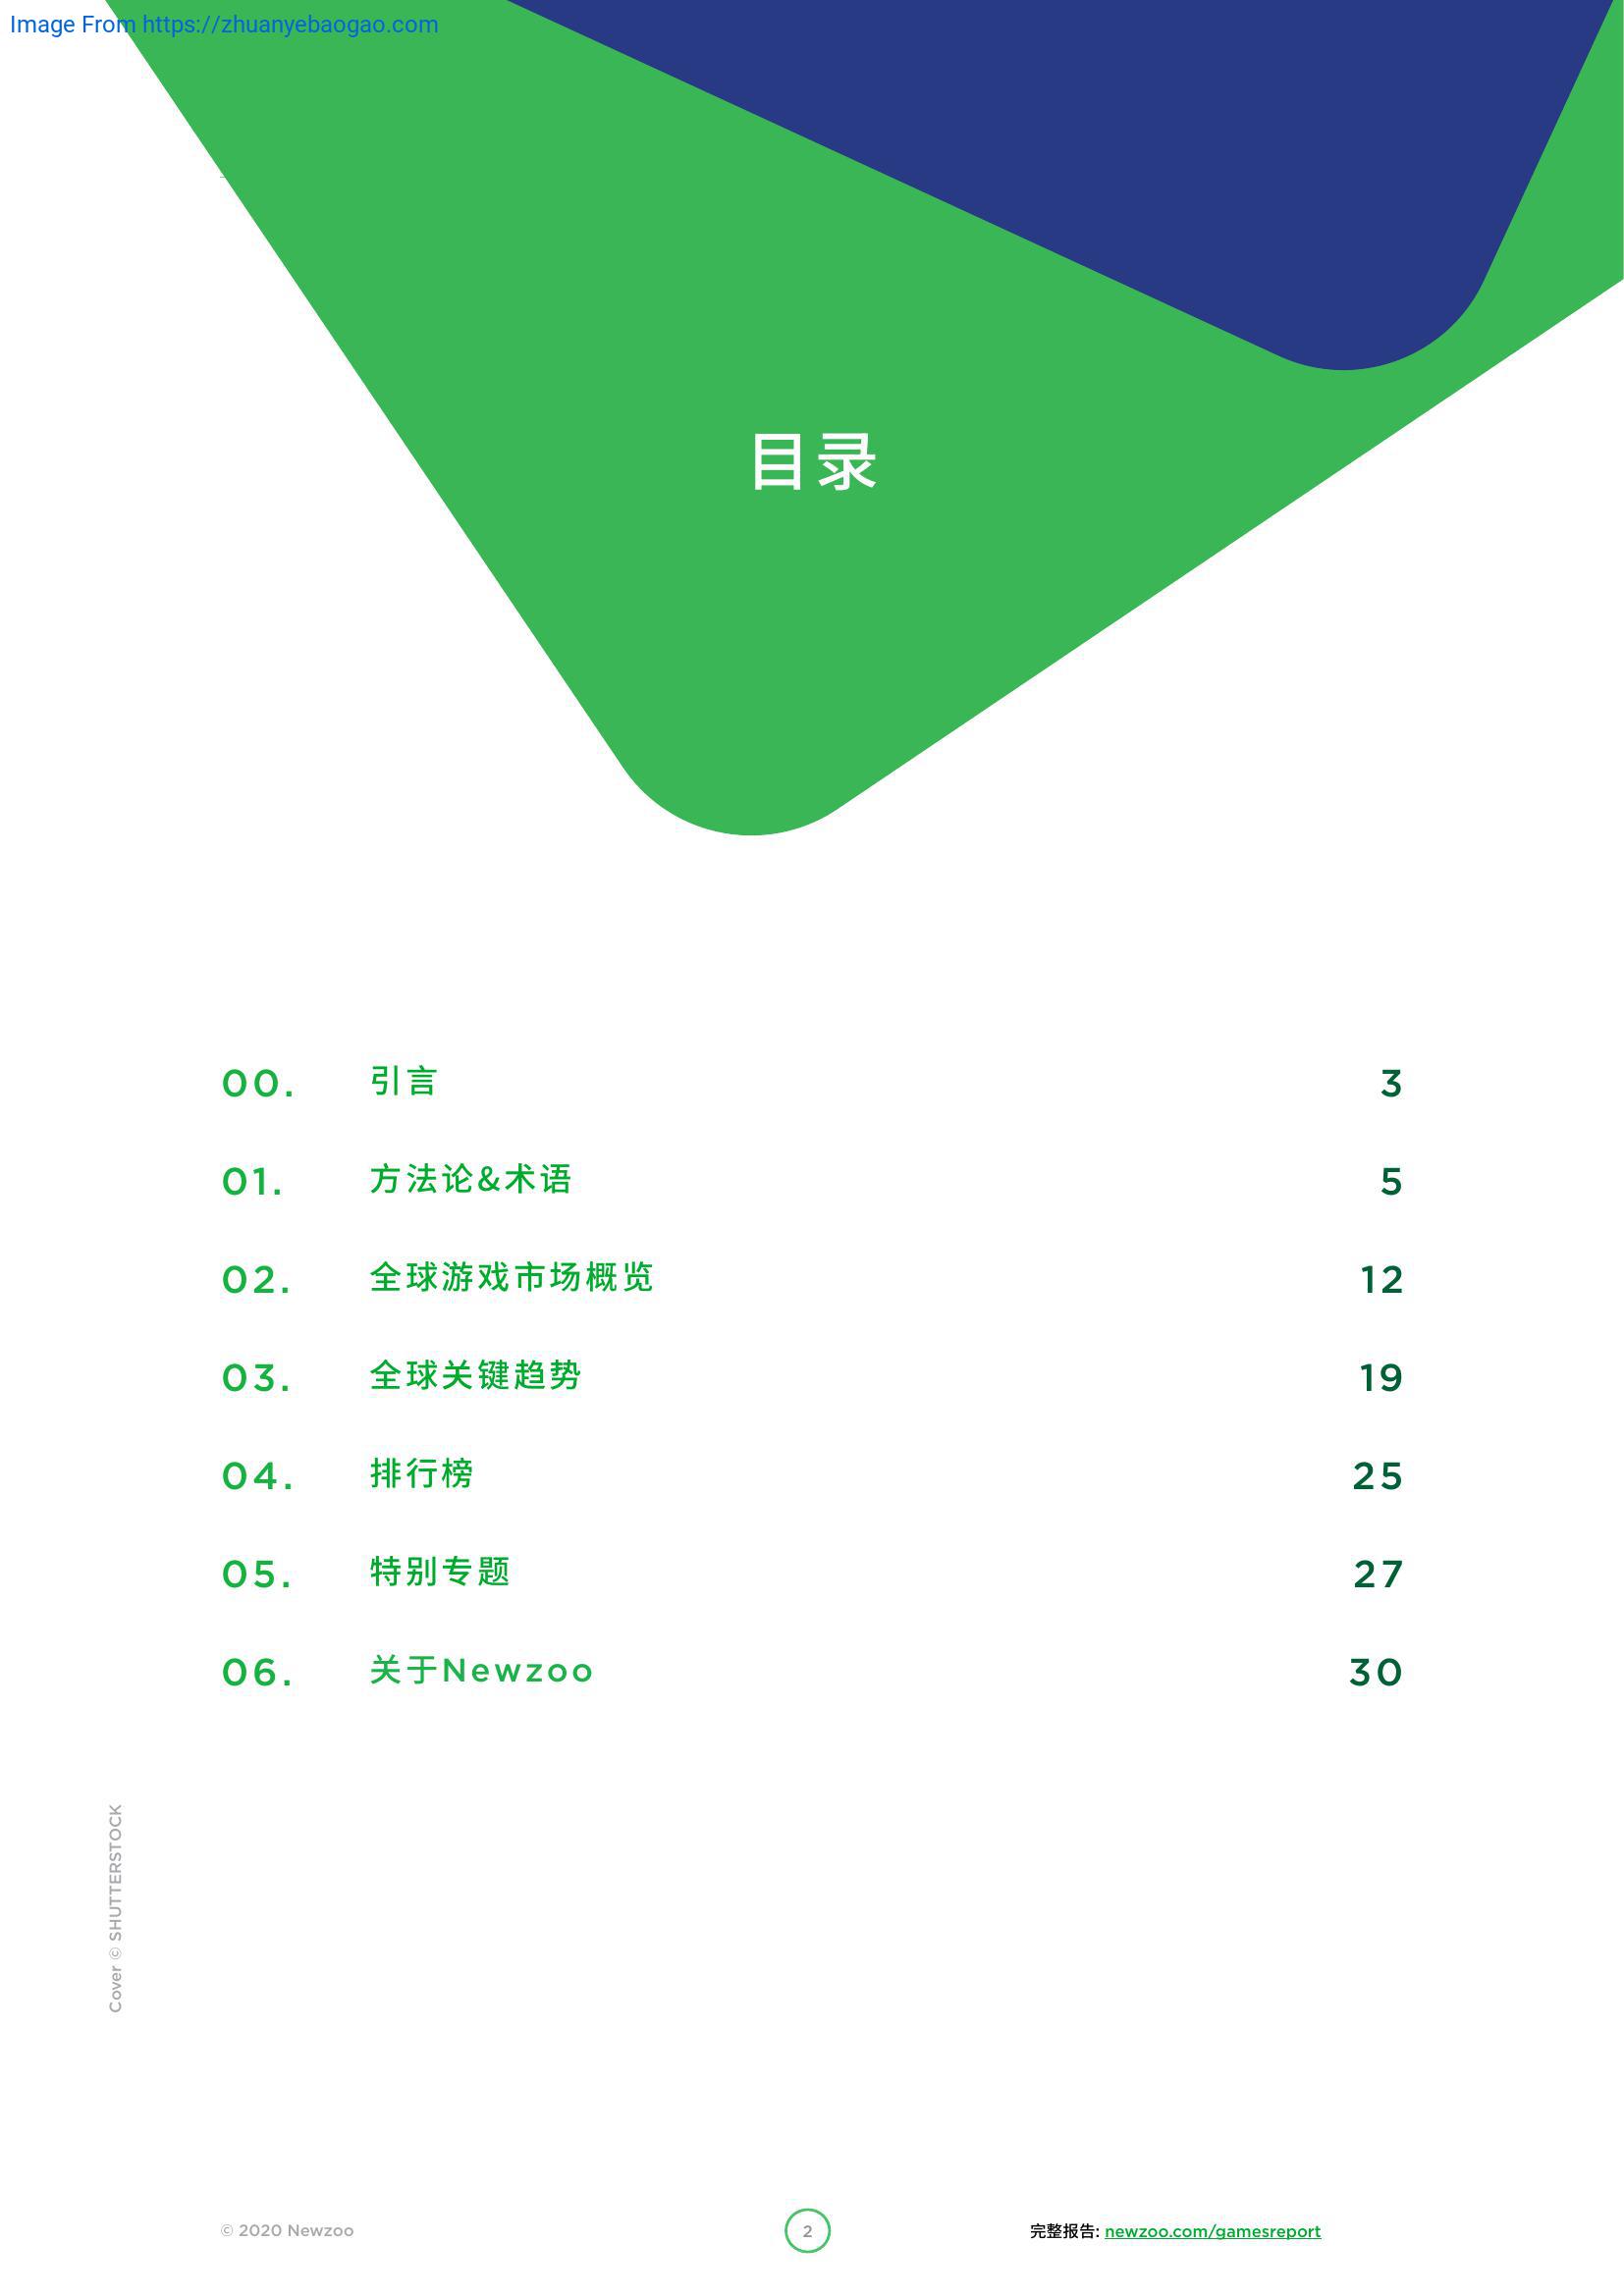 Image From https://zhuanyebaogao.com
目录
00. 引言 3
01. 方法论&术语 5
02. 全球游戏市场概览 12
03. 全球关键趋势 19
04. 排行榜 25
05. 特别专题 27
06. 关于Newzoo 30
Cover © SHUTTERSTOCK
© 2020 Newzoo 2 完整报告: newzoo.com/gamesreport